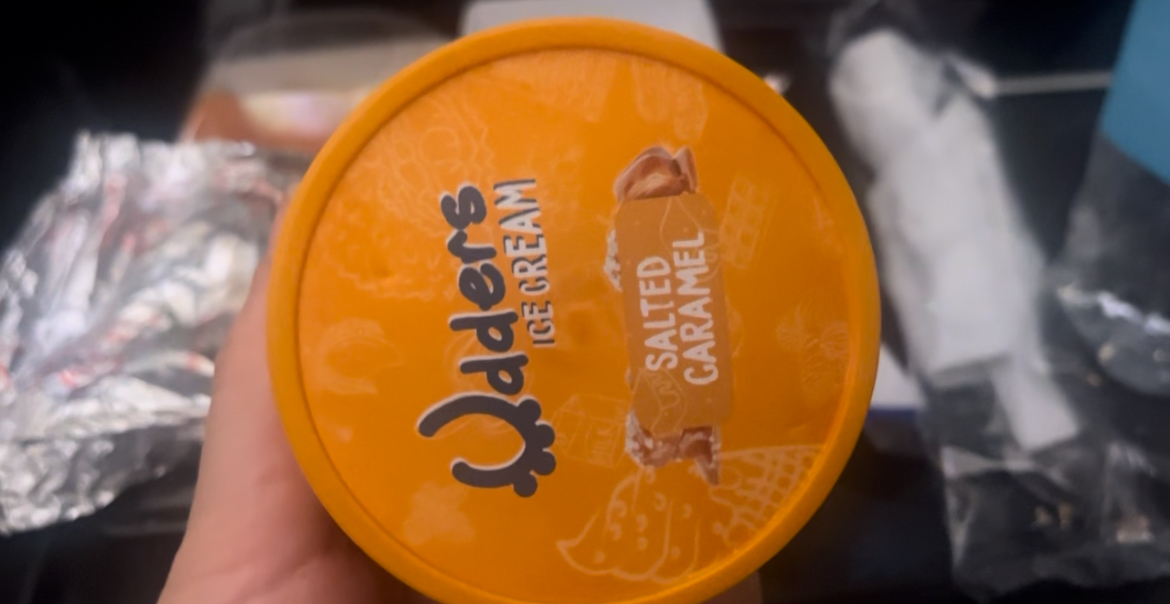 Udders
ICE CREAM
SALTED
CARAMEL